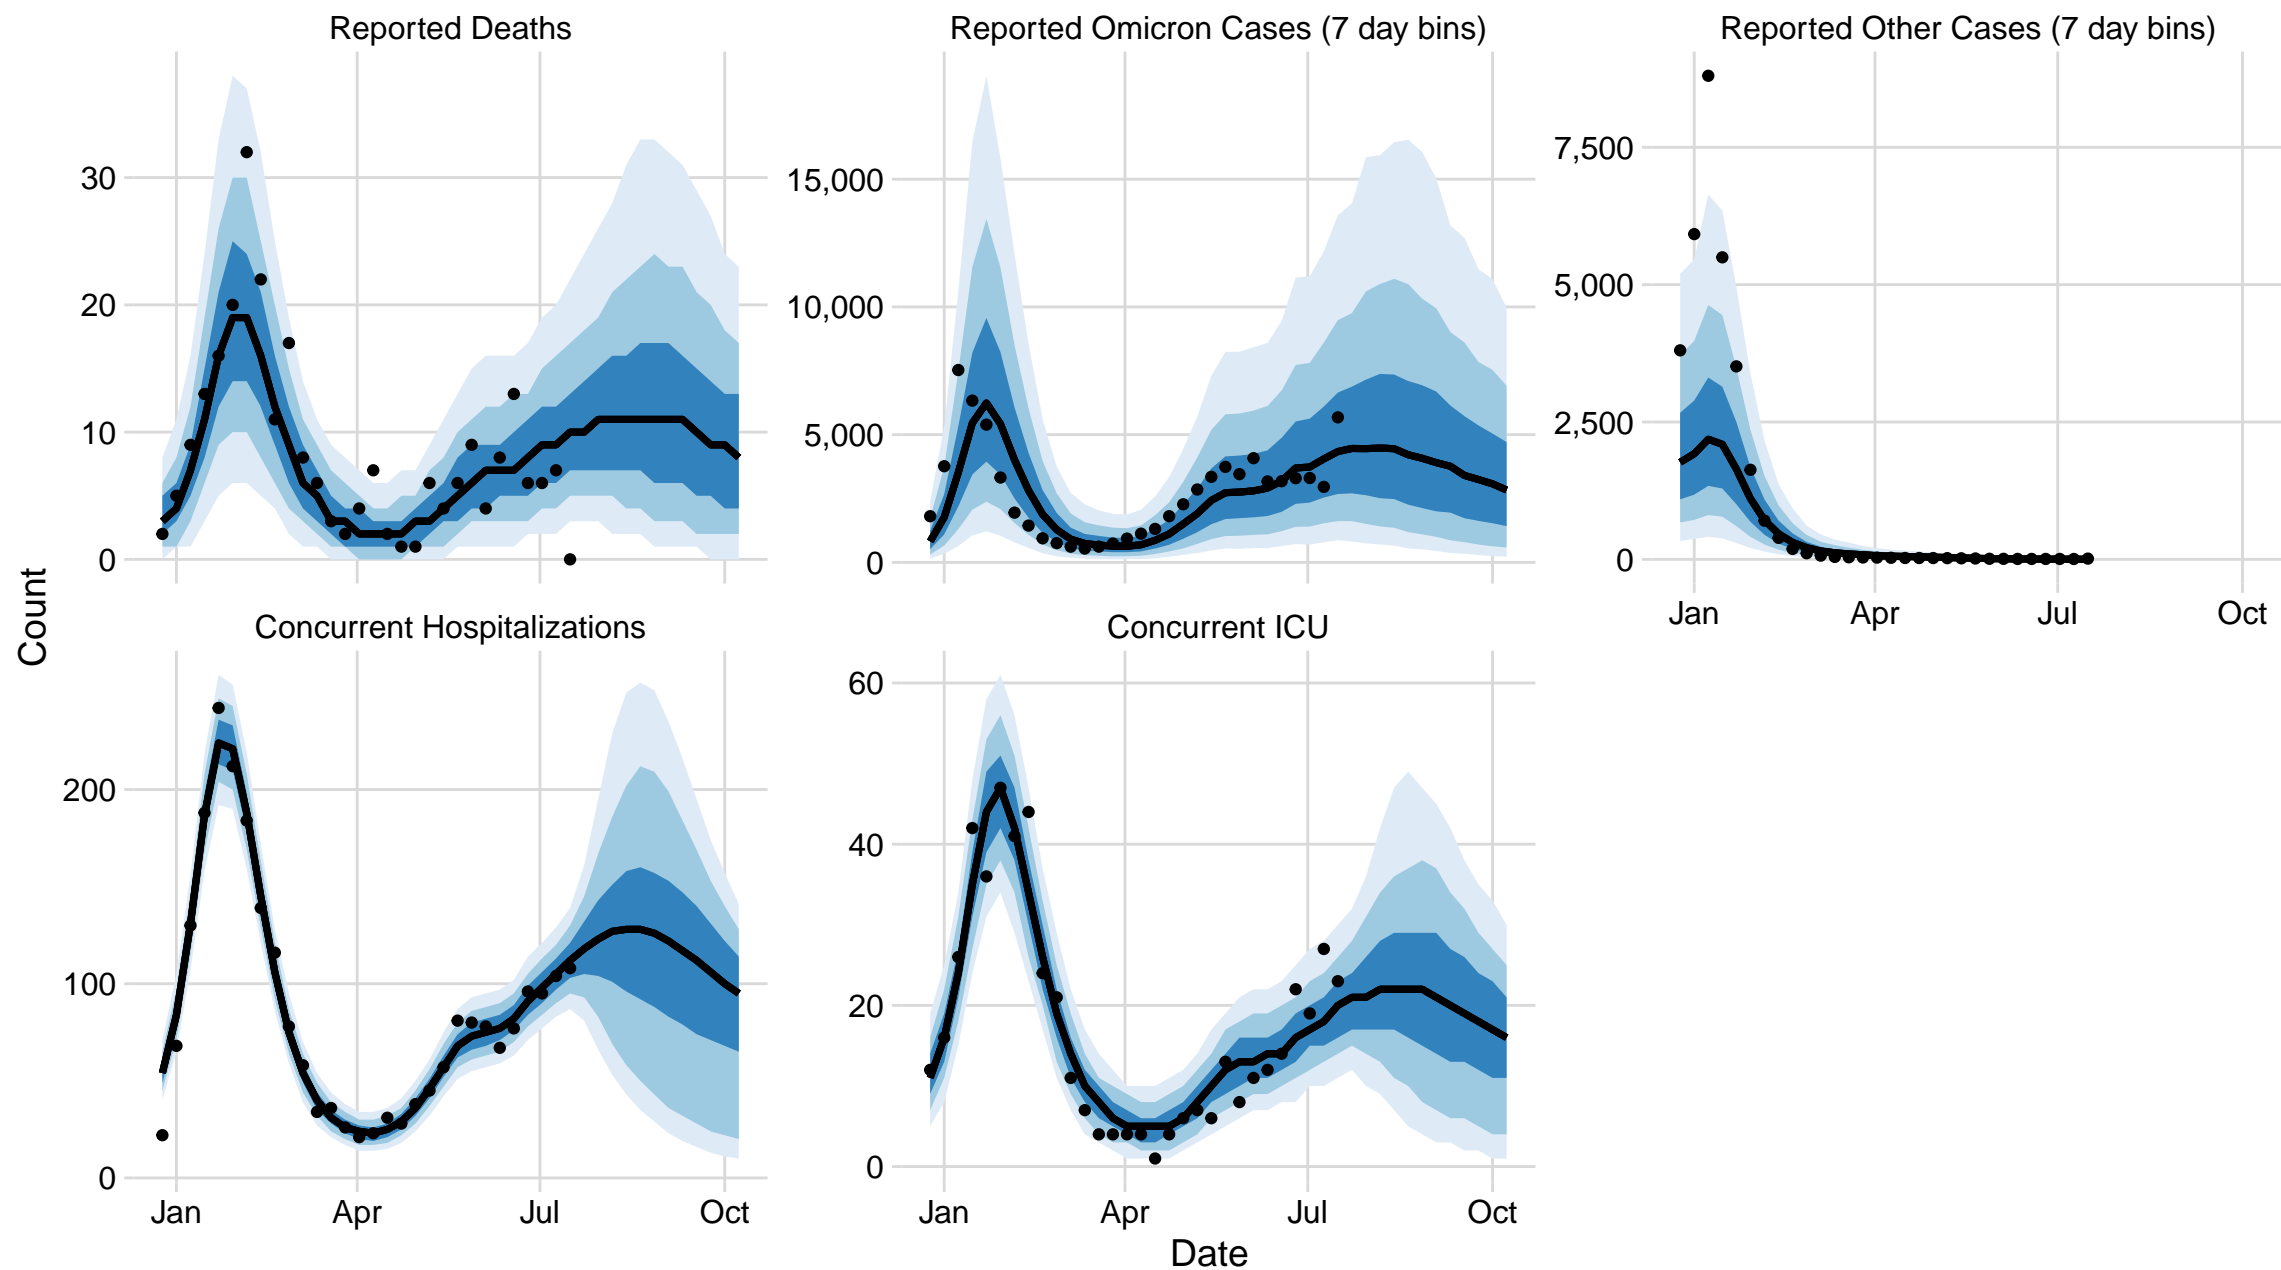 Reported Deaths
Reported Omicron Cases (7 day bins)
Reported Other Cases (7 day bins)
30
20
10
0
15,000
10,000
5,000
0
7,500
5,000
2,500
0
Jan Apr Jul Oct
Count
Concurrent Hospitalizations
Concurrent ICU
200
100
0
60
40
20
0
Jan Apr Jul Oct
Jan Apr Jul Oct
Date